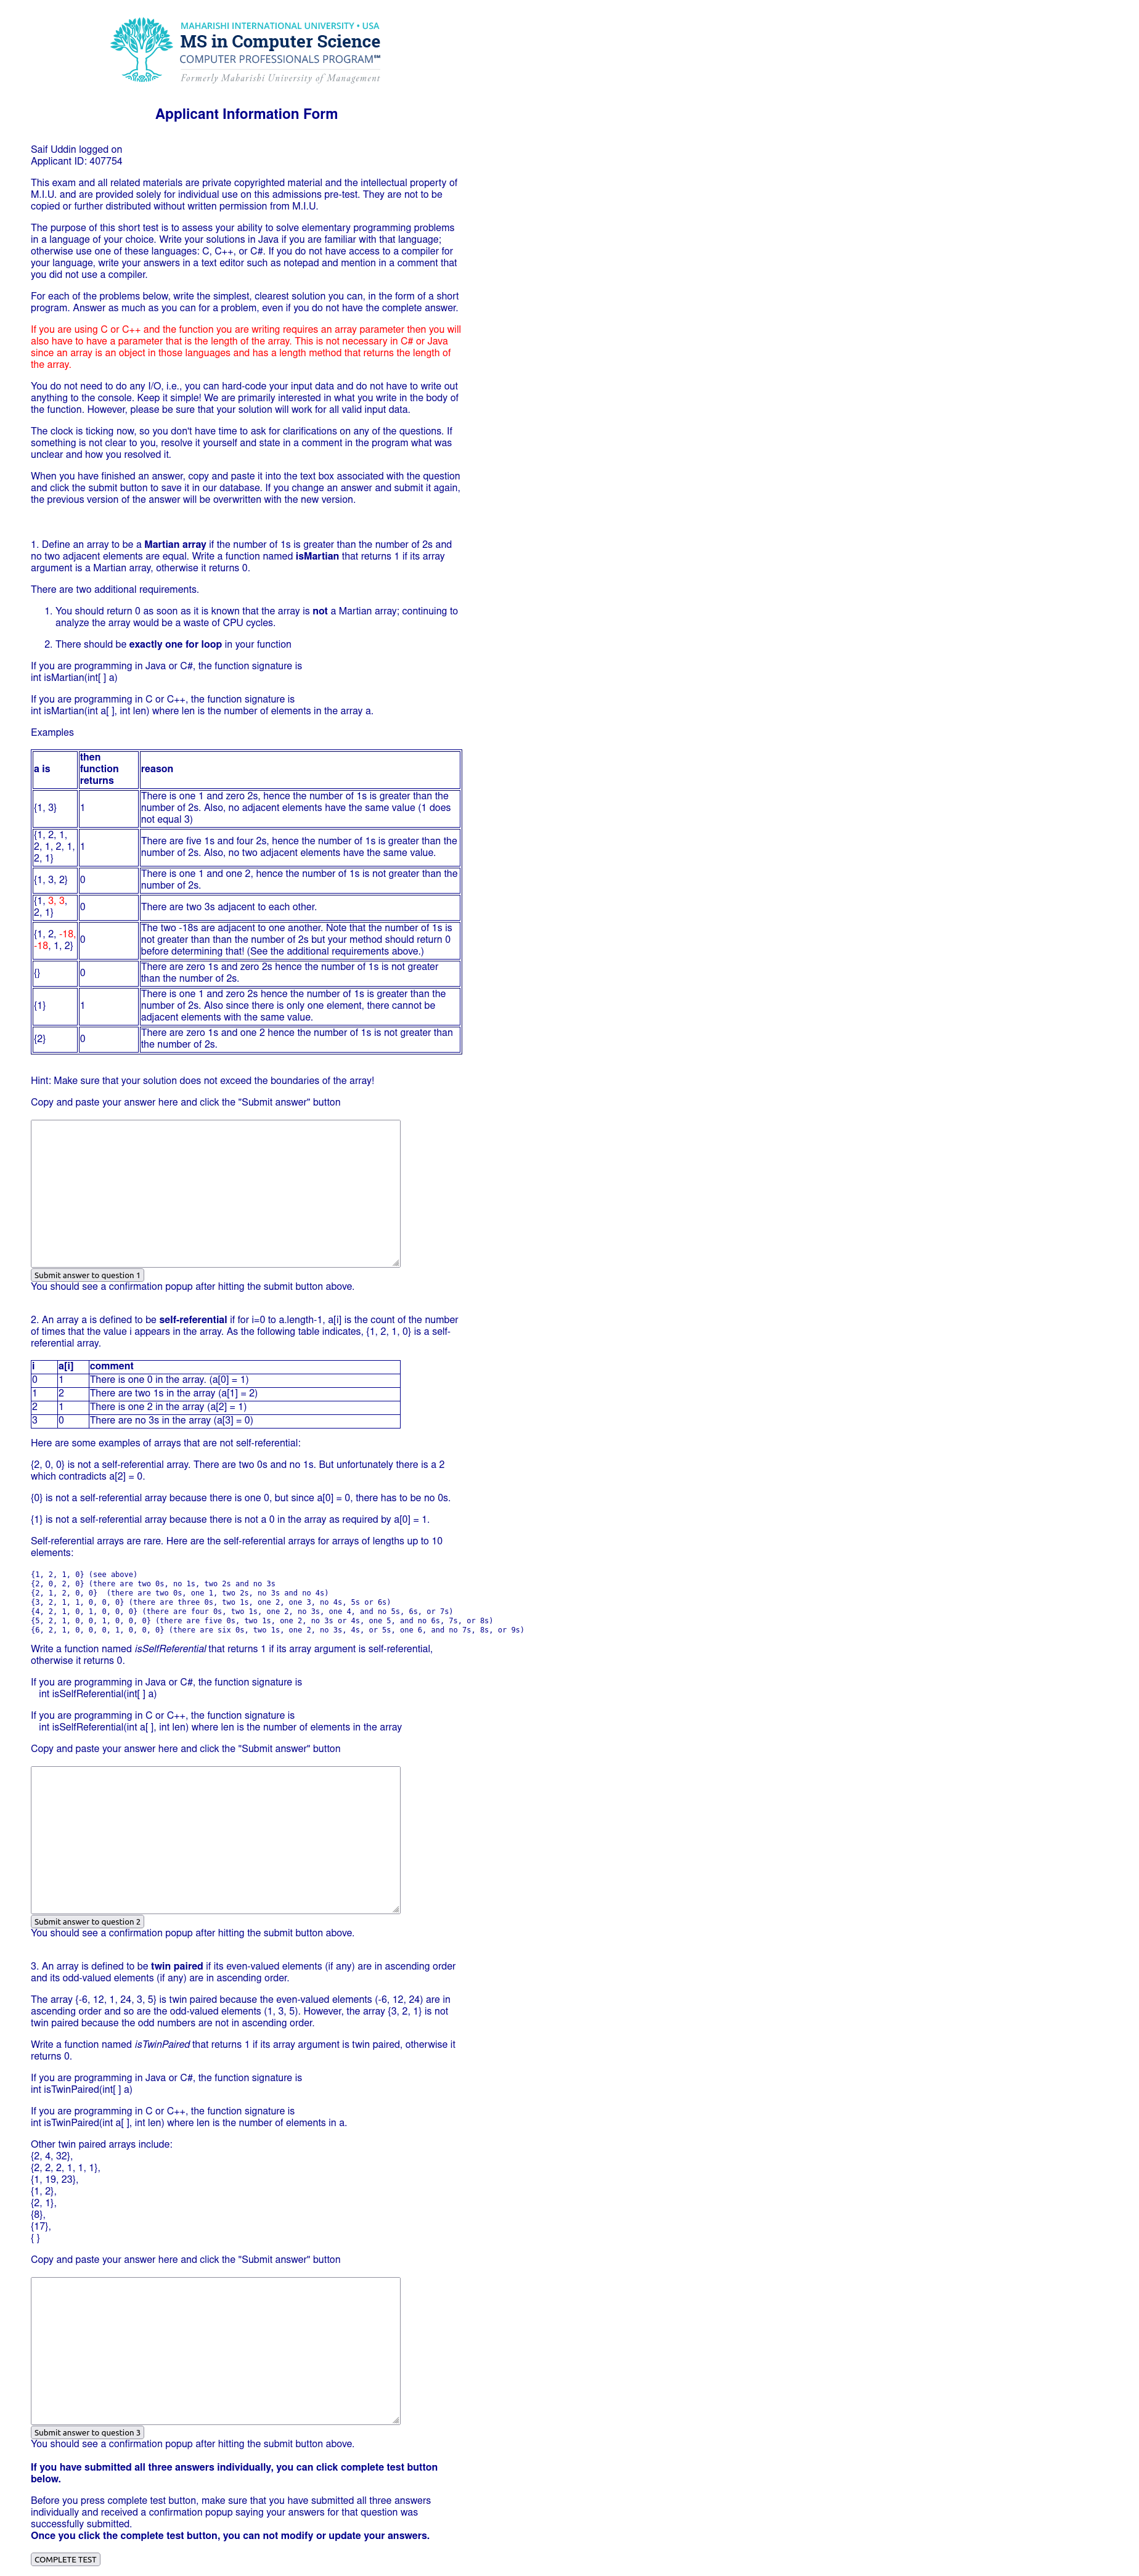 MAHARISHI INTERNATIONAL UNIVERSITY • USA
MS in Computer Science
COMPUTER PROFESSIONALS PROGRAM℠
Formerly Maharishi University of Management
Applicant Information Form
Saif Uddin logged on
Applicant ID: 407754
This exam and all related materials are private copyrighted material and the intellectual property of
M.I.U. and are provided solely for individual use on this admissions pre-test. They are not to be
copied or further distributed without written permission from M.I.U.
The purpose of this short test is to assess your ability to solve elementary programming problems
in a language of your choice. Write your solutions in Java if you are familiar with that language;
otherwise use one of these languages: C, C++, or C#. If you do not have access to a compiler for
your language, write your answers in a text editor such as notepad and mention in a comment that
you did not use a compiler.
For each of the problems below, write the simplest, clearest solution you can, in the form of a short
program. Answer as much as you can for a problem, even if you do not have the complete answer.
If you are using C or C++ and the function you are writing requires an array parameter then you will
also have to have a parameter that is the length of the array. This is not necessary in C# or Java
since an array is an object in those languages and has a length method that returns the length of
the array.
You do not need to do any I/O, i.e., you can hard-code your input data and do not have to write out
anything to the console. Keep it simple! We are primarily interested in what you write in the body of
the function. However, please be sure that your solution will work for all valid input data.
The clock is ticking now, so you don't have time to ask for clarifications on any of the questions. If
something is not clear to you, resolve it yourself and state in a comment in the program what was
unclear and how you resolved it.
When you have finished an answer, copy and paste it into the text box associated with the question
and click the submit button to save it in our database. If you change an answer and submit it again,
the previous version of the answer will be overwritten with the new version.
1. Define an array to be a Martian array if the number of 1s is greater than the number of 2s and
no two adjacent elements are equal. Write a function named isMartian that returns 1 if its array
argument is a Martian array, otherwise it returns 0.
There are two additional requirements.
1. You should return 0 as soon as it is known that the array is not a Martian array; continuing to
analyze the array would be a waste of CPU cycles.
2. There should be exactly one for loop in your function
If you are programming in Java or C#, the function signature is
int isMartian(int[ ] a)
If you are programming in C or C++, the function signature is
int isMartian(int a[ ], int len) where len is the number of elements in the array a.
Examples
a is
then
function
returns
reason
{1, 3}
1
There is one 1 and zero 2s, hence the number of 1s is greater than the
number of 2s. Also, no adjacent elements have the same value (1 does
not equal 3)
{1, 2, 1,
2, 1, 2, 1,
2, 1}
1
There are five 1s and four 2s, hence the number of 1s is greater than the
number of 2s. Also, no two adjacent elements have the same value.
{1, 3, 2}
0
There is one 1 and one 2, hence the number of 1s is not greater than the
number of 2s.
{1, 3, 3,
2, 1}
0
There are two 3s adjacent to each other.
{1, 2, -18,
-18, 1, 2}
0
The two -18s are adjacent to one another. Note that the number of 1s is
not greater than than the number of 2s but your method should return 0
before determining that! (See the additional requirements above.)
{}
0
There are zero 1s and zero 2s hence the number of 1s is not greater
than the number of 2s.
{1}
1
There is one 1 and zero 2s hence the number of 1s is greater than the
number of 2s. Also since there is only one element, there cannot be
adjacent elements with the same value.
{2}
0
There are zero 1s and one 2 hence the number of 1s is not greater than
the number of 2s.
Hint: Make sure that your solution does not exceed the boundaries of the array!
Copy and paste your answer here and click the "Submit answer" button
Submit answer to question 1
You should see a confirmation popup after hitting the submit button above.
2. An array a is defined to be self-referential if for i=0 to a.length-1, a[i] is the count of the number
of times that the value i appears in the array. As the following table indicates, {1, 2, 1, 0} is a self-
referential array.
i a[i] comment
0 1 There is one 0 in the array. (a[0] = 1)
1 2 There are two 1s in the array (a[1] = 2)
2 1 There is one 2 in the array (a[2] = 1)
3 0 There are no 3s in the array (a[3] = 0)
Here are some examples of arrays that are not self-referential:
{2, 0, 0} is not a self-referential array. There are two 0s and no 1s. But unfortunately there is a 2
which contradicts a[2] = 0.
{0} is not a self-referential array because there is one 0, but since a[0] = 0, there has to be no 0s.
{1} is not a self-referential array because there is not a 0 in the array as required by a[0] = 1.
Self-referential arrays are rare. Here are the self-referential arrays for arrays of lengths up to 10
elements:
{1, 2, 1, 0} (see above)
{2, 0, 2, 0} (there are two 0s, no 1s, two 2s and no 3s
{2, 1, 2, 0, 0} (there are two 0s, one 1, two 2s, no 3s and no 4s)
{3, 2, 1, 1, 0, 0, 0} (there are three 0s, two 1s, one 2, one 3, no 4s, 5s or 6s)
{4, 2, 1, 0, 1, 0, 0, 0} (there are four 0s, two 1s, one 2, no 3s, one 4, and no 5s, 6s, or 7s)
{5, 2, 1, 0, 0, 1, 0, 0, 0} (there are five 0s, two 1s, one 2, no 3s or 4s, one 5, and no 6s, 7s, or 8s)
{6, 2, 1, 0, 0, 0, 1, 0, 0, 0} (there are six 0s, two 1s, one 2, no 3s, 4s, or 5s, one 6, and no 7s, 8s, or 9s)
Write a function named isSelfReferential that returns 1 if its array argument is self-referential,
otherwise it returns 0.
If you are programming in Java or C#, the function signature is
int isSelfReferential(int[ ] a)
If you are programming in C or C++, the function signature is
int isSelfReferential(int a[ ], int len) where len is the number of elements in the array
Copy and paste your answer here and click the "Submit answer" button
Submit answer to question 2
You should see a confirmation popup after hitting the submit button above.
3. An array is defined to be twin paired if its even-valued elements (if any) are in ascending order
and its odd-valued elements (if any) are in ascending order.
The array {-6, 12, 1, 24, 3, 5} is twin paired because the even-valued elements (-6, 12, 24) are in
ascending order and so are the odd-valued elements (1, 3, 5). However, the array {3, 2, 1} is not
twin paired because the odd numbers are not in ascending order.
Write a function named isTwinPaired that returns 1 if its array argument is twin paired, otherwise it
returns 0.
If you are programming in Java or C#, the function signature is
int isTwinPaired(int[ ] a)
If you are programming in C or C++, the function signature is
int isTwinPaired(int a[ ], int len) where len is the number of elements in a.
Other twin paired arrays include:
{2, 4, 32},
{2, 2, 2, 1, 1, 1},
{1, 19, 23},
{1, 2},
{2, 1},
{8},
{17},
{ }
Copy and paste your answer here and click the "Submit answer" button
Submit answer to question 3
You should see a confirmation popup after hitting the submit button above.
If you have submitted all three answers individually, you can click complete test button
below.
Before you press complete test button, make sure that you have submitted all three answers
individually and received a confirmation popup saying your answers for that question was
successfully submitted.
Once you click the complete test button, you can not modify or update your answers.
COMPLETE TEST